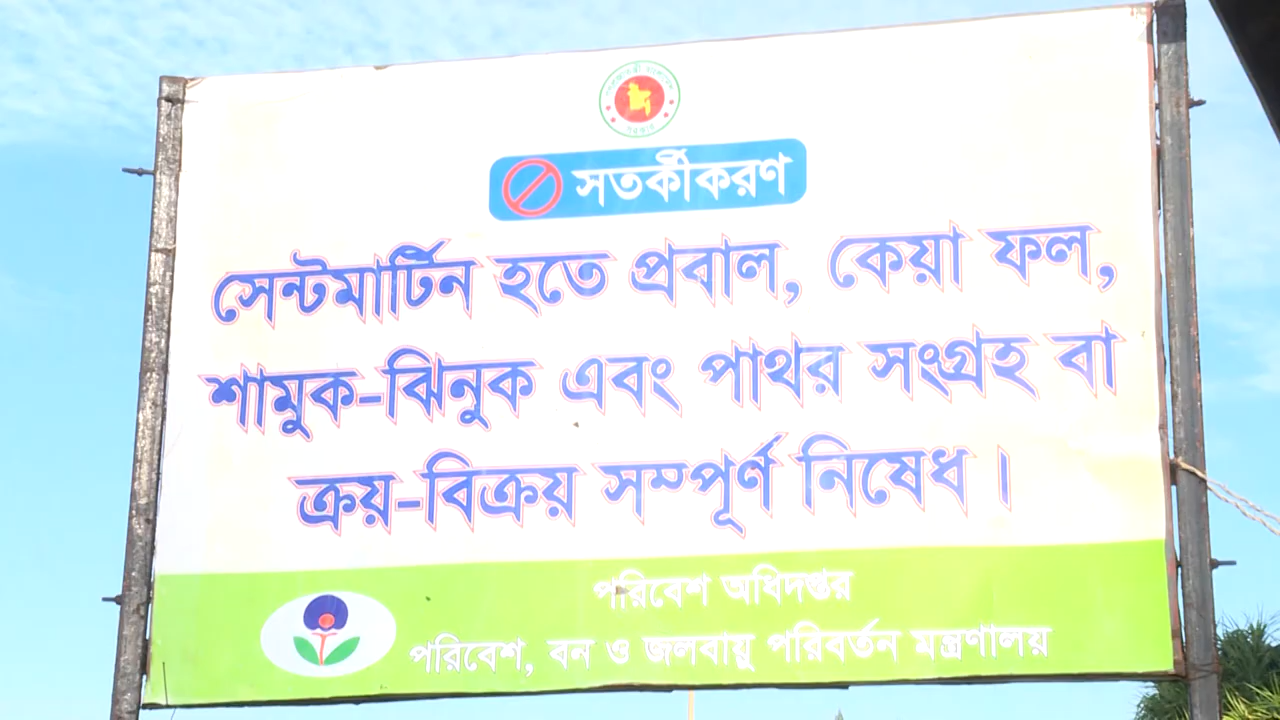 সতর্কীকরণ
সেন্টমার্টিন হতে প্রবাল, কেয়া ফল,
শামুক-ঝিনুক এবং পাথর সংগ্রহ বা
ক্রয়-বিক্রয় সম্পূর্ণ নিষেধ।
পরিবেশ অধিদপ্তর
পরিবেশ, বন ও জলবায়ু পরিবর্তন মন্ত্রণালয়